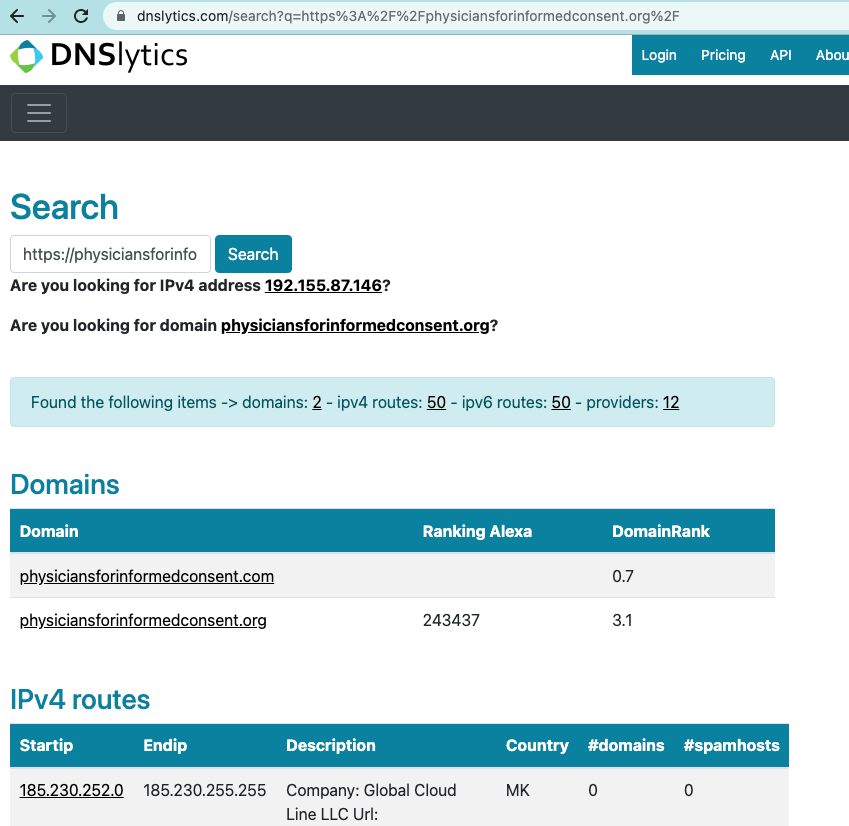 dnslytics.com/search?q=https%3A%2F%2Fphysiciansforinformedconsent.org%2F
DNSlytics
Login Pricing API Abou
Search
https://physiciansforinfo Search
Are you looking for IPv4 address 192.155.87.146?
Are you looking for domain physiciansforinformedconsent.org?
Found the following items -> domains: 2 - ipv4 routes: 50 - ipv6 routes: 50 - providers: 12
Domains
Domain Ranking Alexa DomainRank
physiciansforinformedconsent.com 0.7
physiciansforinformedconsent.org 243437 3.1
IPv4 routes
Startip Endip Description Country #domains #spamhosts
185.230.252.0 185.230.255.255 Company: Global Cloud MK 0 0
Line LLC Url: